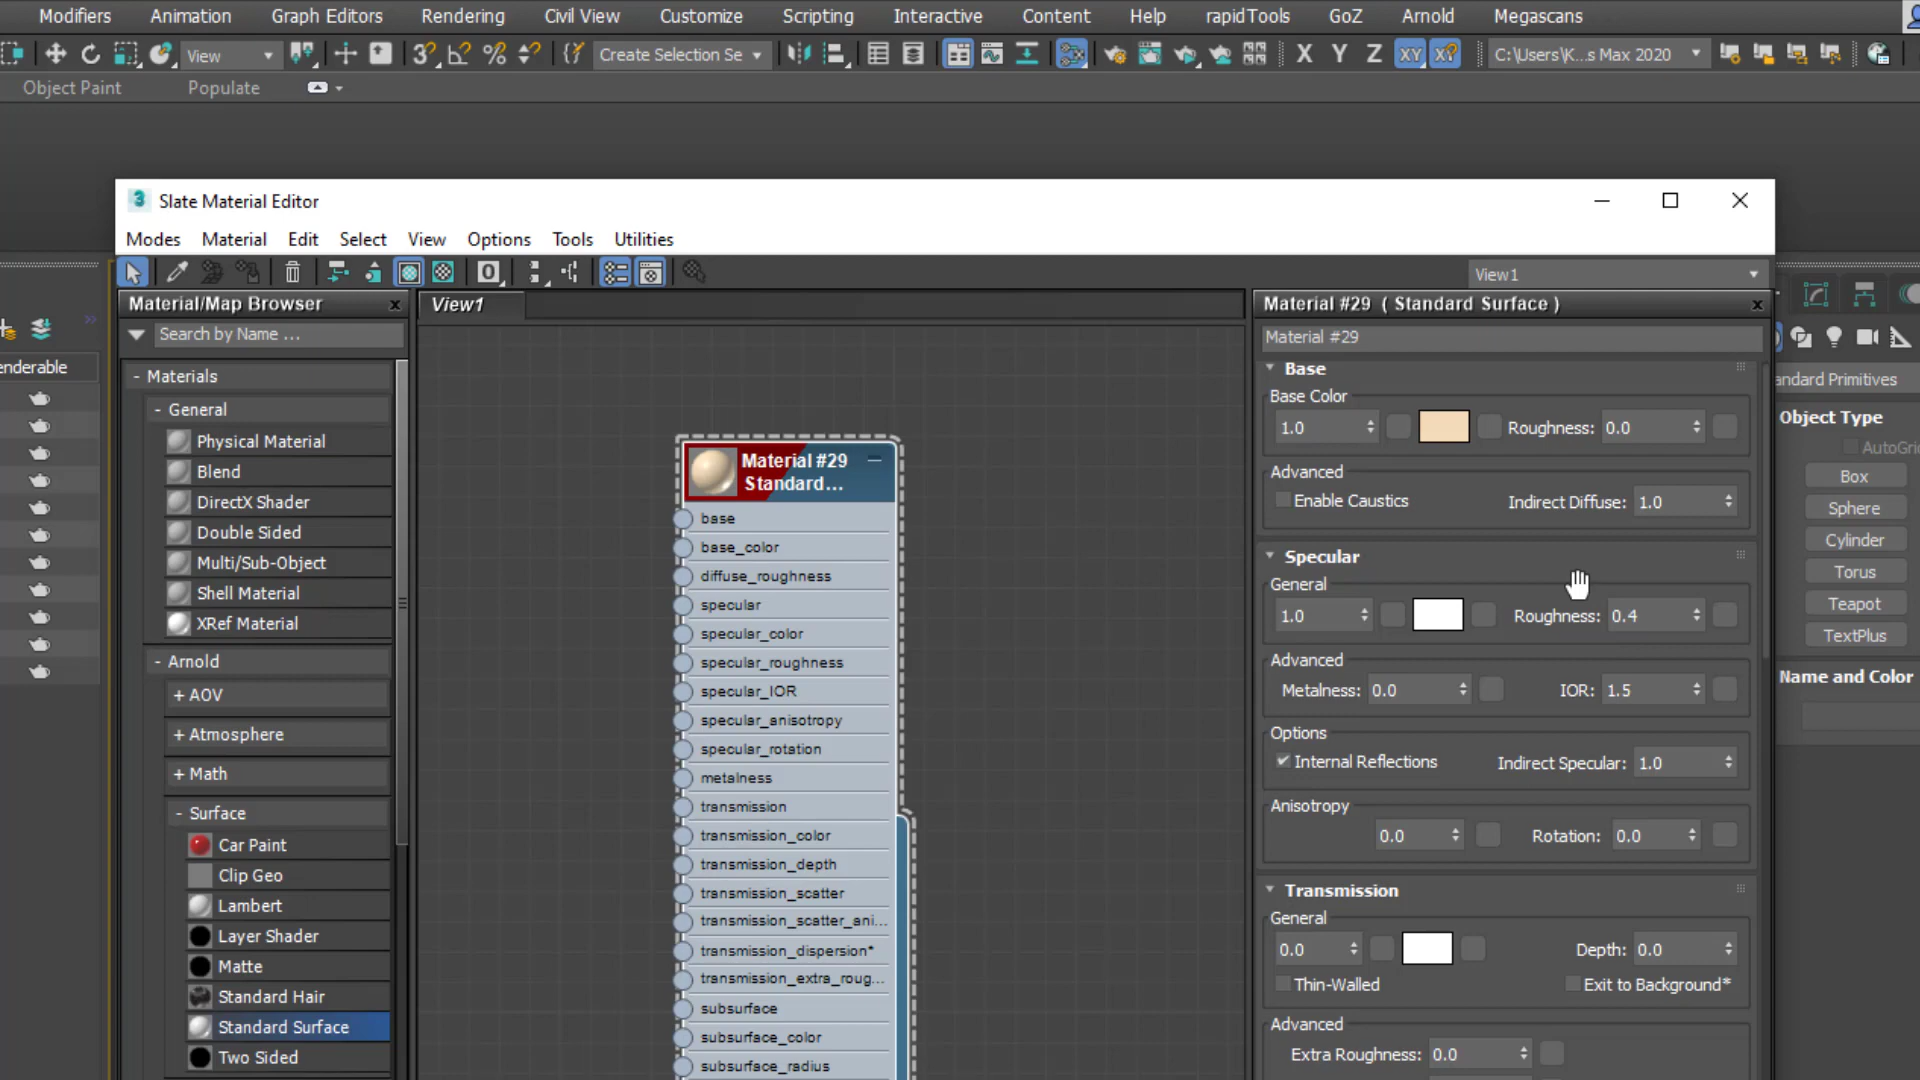 Modifiers Animation Graph Editors Rendering Civil View Customize Scripting Interactive Content Help rapidTools GoZ Arnold Megascans
View Create Selection Se X Y Z XY C:\Users\K...s Max 2020
Object Paint Populate
3 Slate Material Editor
Modes Material Edit Select View Options Tools Utilities
View1
Material/Map Browser
Search by Name ...
- Materials
- General
Physical Material
Blend
DirectX Shader
Double Sided
Multi/Sub-Object
Shell Material
XRef Material
- Arnold
+ AOV
+ Atmosphere
+ Math
- Surface
Car Paint
Clip Geo
Lambert
Layer Shader
Matte
Standard Hair
Standard Surface
Two Sided
View1
Material #29
Standard...
base
base_color
diffuse_roughness
specular
specular_color
specular_roughness
specular_IOR
specular_anisotropy
specular_rotation
metalness
transmission
transmission_color
transmission_depth
transmission_scatter
transmission_scatter_ani...
transmission_dispersion*
transmission_extra_roug...
subsurface
subsurface_color
subsurface_radius
Material #29 ( Standard Surface )
Material #29
Base
Base Color
1.0 Roughness: 0.0
Advanced
Enable Caustics Indirect Diffuse: 1.0
Specular
General
1.0 Roughness: 0.4
Advanced
Metalness: 0.0 IOR: 1.5
Options
Internal Reflections Indirect Specular: 1.0
Anisotropy
0.0 Rotation: 0.0
Transmission
General
0.0 Depth: 0.0
Thin-Walled Exit to Background*
Advanced
Extra Roughness: 0.0
enderable
andard Primitives
Object Type
AutoGri
Box
Sphere
Cylinder
Torus
Teapot
TextPlus
Name and Color